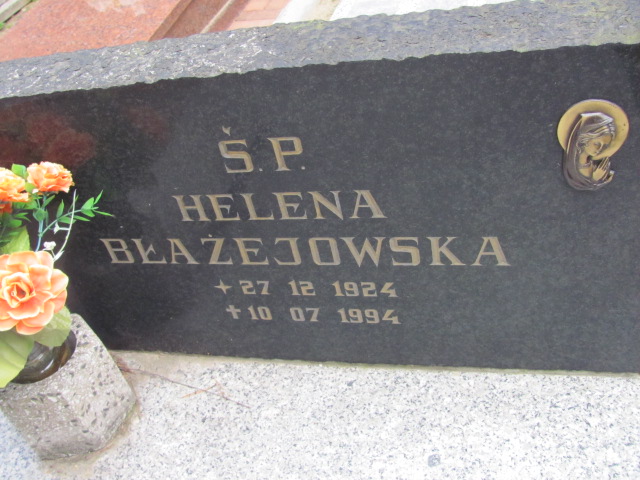 Ś.P.
HELENA
BŁAŻEJOWSKA
+27 12 1924
✝10 07 1994